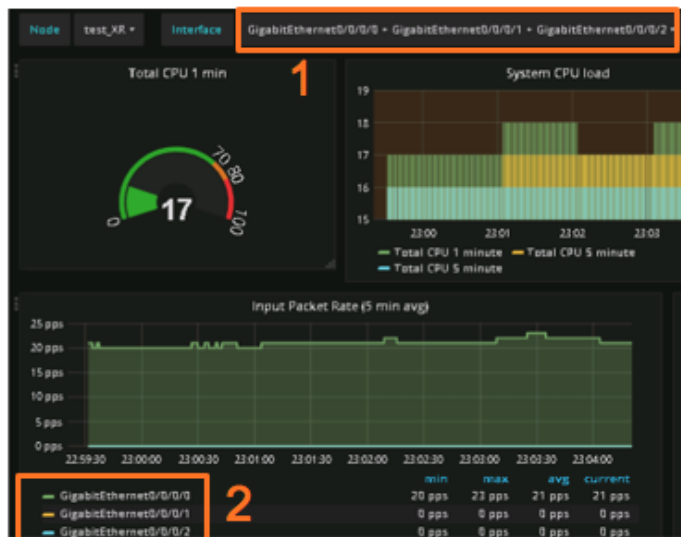 Node test_XR Interface GigabitEthernet0/0/0/0 + GigabitEthernet0/0/0/1 + GigabitEthernet0/0/0/2
1
Total CPU 1 min
0 70 80 100
17
System CPU load
19
18
17
16
15
23:00 23:01 23:02 23:03
Total CPU 1 minute Total CPU 5 minute
Total CPU 5 minute
Input Packet Rate (5 min avg)
25 pps
20 pps
15 pps
10 pps
5 pps
0 pps
22:59:30 23:00:00 23:00:30 23:01:00 23:01:30 23:02:00 23:02:30 23:03:00 23:03:30 23:04:00
min max avg current
GigabitEthernet0/0/0/0 20 pps 23 pps 21 pps 21 pps
GigabitEthernet0/0/0/1 0 pps 0 pps 0 pps 0 pps
GigabitEthernet0/0/0/2 0 pps 0 pps 0 pps 0 pps
2